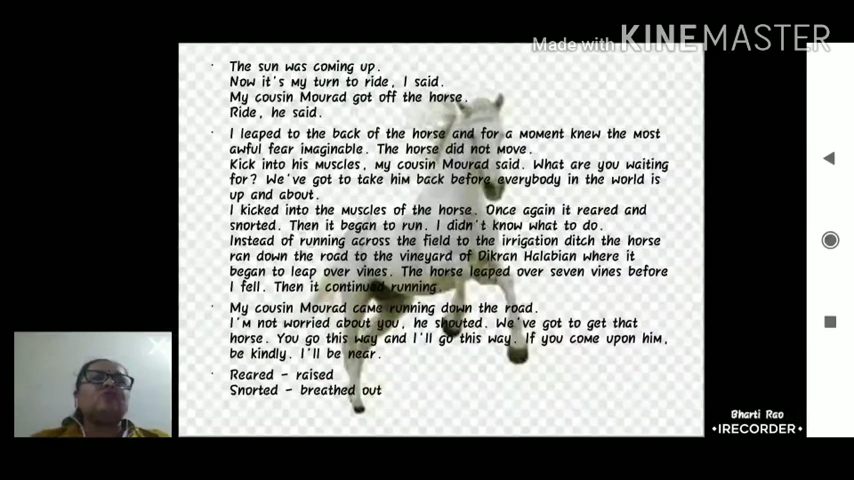 Made with KINEMASTER
· The sun was coming up.
Now it's my turn to ride, I said.
My cousin Mourad got off the horse.
Ride, he said.
· I leaped to the back of the horse and for a moment knew the most
awful fear imaginable. The horse did not move.
Kick into his muscles, my cousin Mourad said. What are you waiting
for? We've got to take him back before everybody in the world is
up and about.
I kicked into the muscles of the horse. Once again it reared and
snorted. Then it began to run. I didn't know what to do.
Instead of running across the field to the irrigation ditch the horse
ran down the road to the vineyard of Dikran Halabian where it
began to leap over vines. The horse leaped over seven vines before
I fell. Then it continued running.
· My cousin Mourad came running down the road.
I'm not worried about you, he shouted. We've got to get that
horse. You go this way and I'll go this way. If you come upon him,
be kindly. I'll be near.
· Reared - raised
Snorted - breathed out
Bharti Rao
IRECORDER